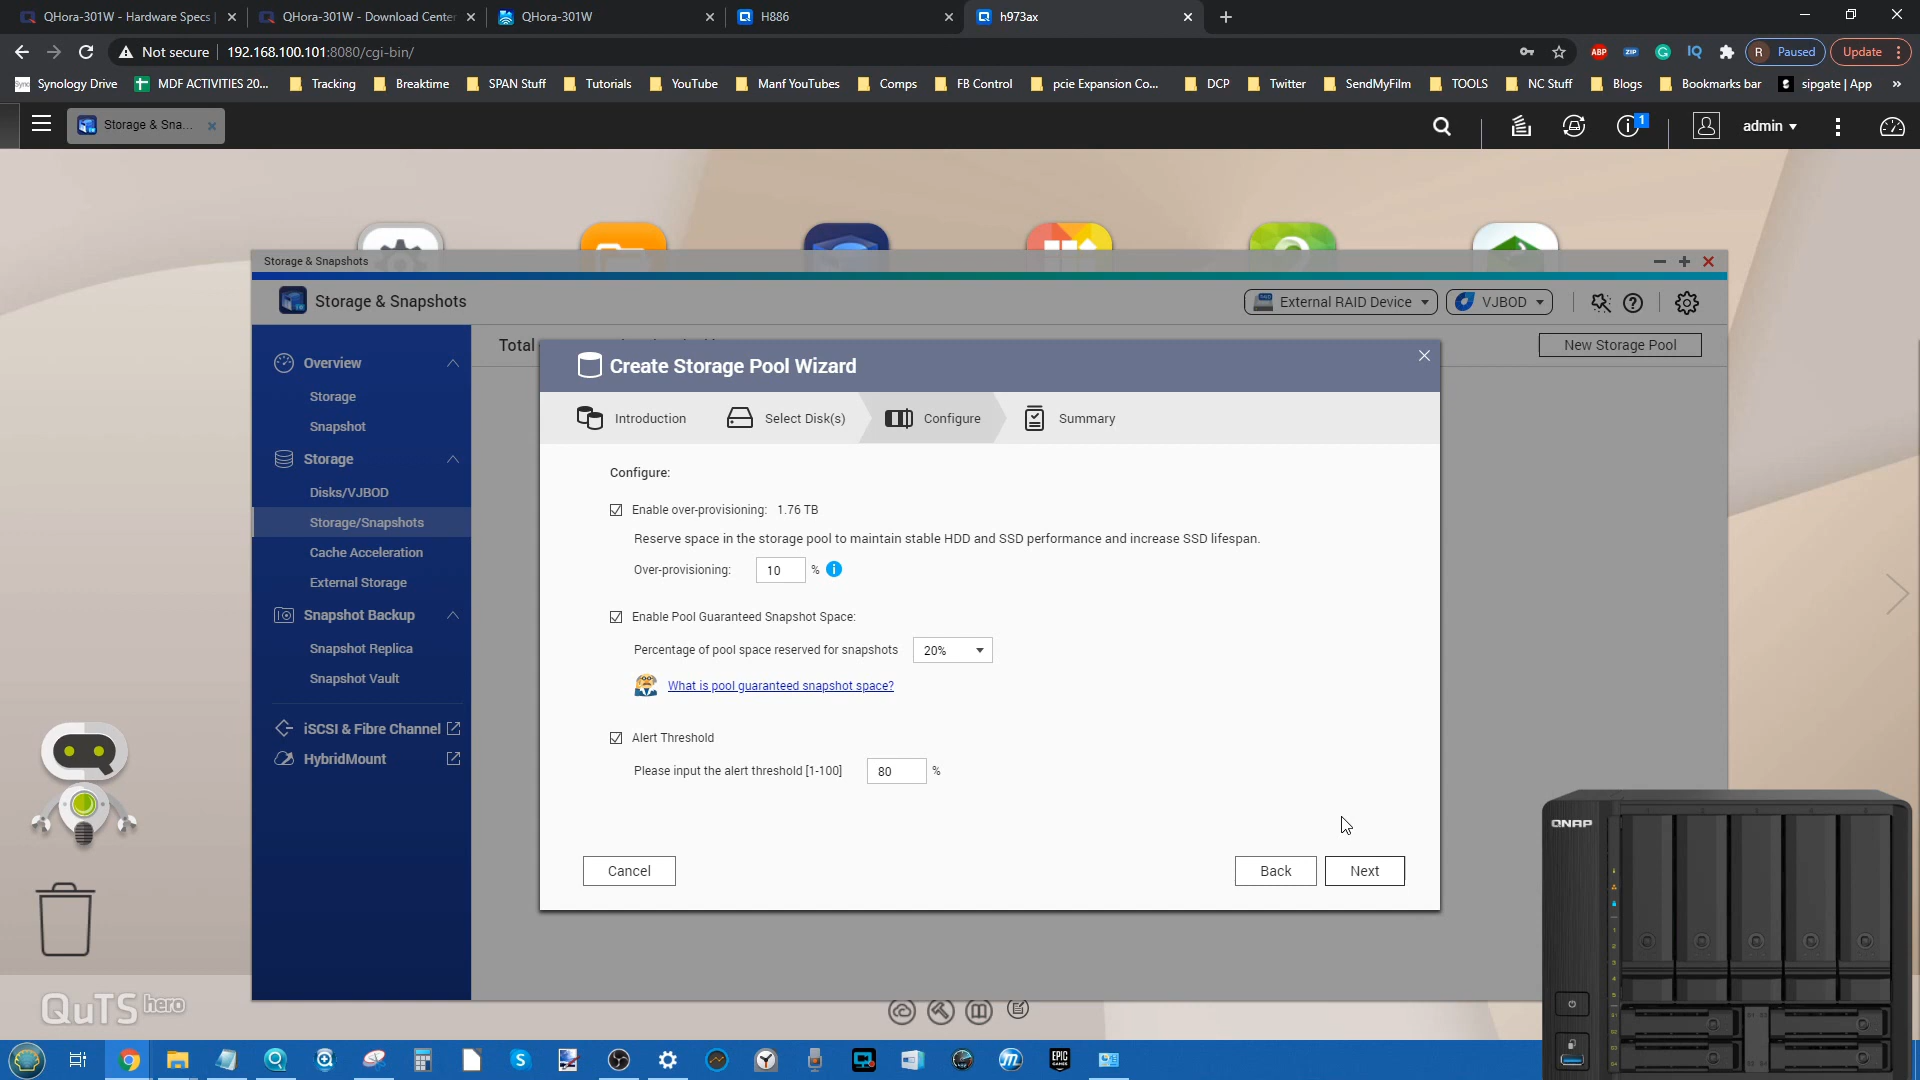 QHora-301W - Hardware Specs
QHora-301W - Download Center
QHora-301W
H886
h973ax
Not secure
192.168.100.101:8080/cgi-bin/
ABP
ZIP
IQ
R Paused
Update
Synology Drive
MDF ACTIVITIES 20...
Tracking
Breaktime
SPAN Stuff
Tutorials
YouTube
Manf YouTubes
Comps
FB Control
pcie Expansion Co...
DCP
Twitter
SendMyFilm
TOOLS
NC Stuff
Blogs
Bookmarks bar
sipgate | App
»
Storage & Sna...
1
admin
Storage & Snapshots
Storage & Snapshots
External RAID Device
VJBOD
Overview
Storage
Snapshot
Storage
Disks/VJBOD
Storage/Snapshots
Cache Acceleration
External Storage
Snapshot Backup
Snapshot Replica
Snapshot Vault
iSCSI & Fibre Channel
HybridMount
Total
New Storage Pool
Create Storage Pool Wizard
Introduction
Select Disk(s)
Configure
Summary
Configure:
Enable over-provisioning: 1.76 TB
Reserve space in the storage pool to maintain stable HDD and SSD performance and increase SSD lifespan.
Over-provisioning: 10 %
Enable Pool Guaranteed Snapshot Space:
Percentage of pool space reserved for snapshots 20%
What is pool guaranteed snapshot space?
Alert Threshold
Please input the alert threshold [1-100] 80 %
Cancel
Back
Next
QNAP
QuTS hero
EPIC GAMES